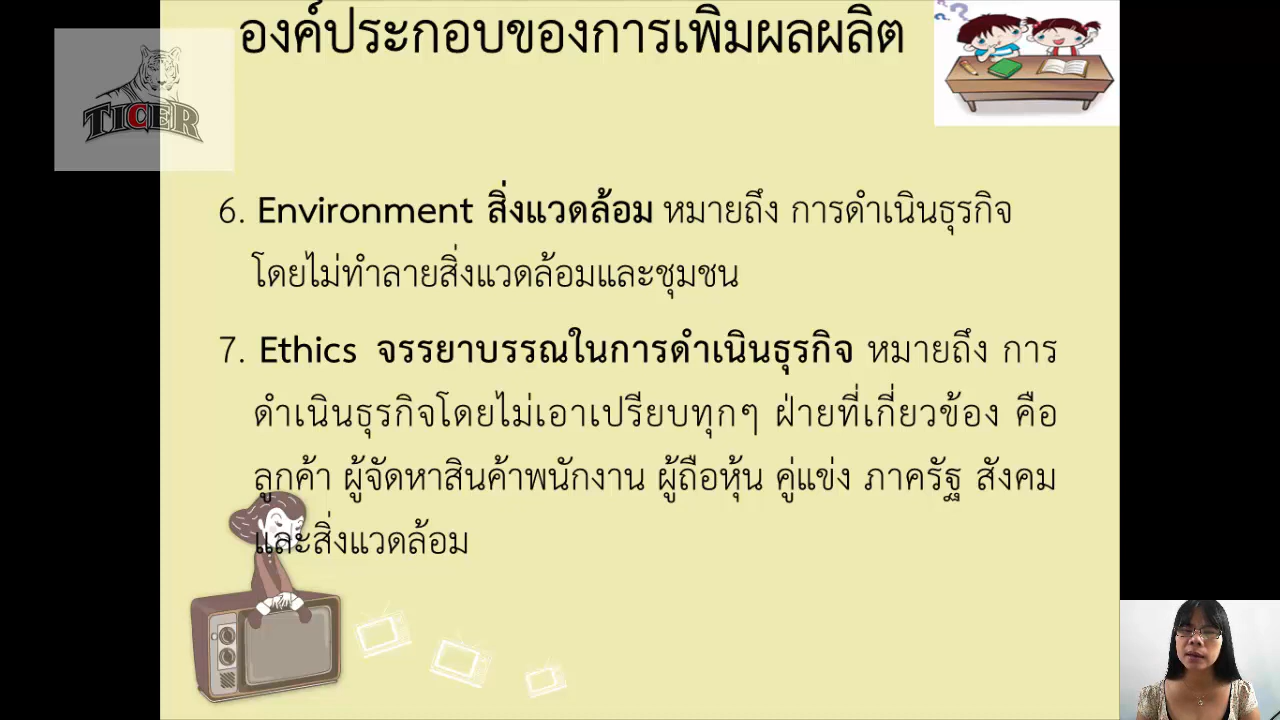 องค์ประกอบของการเพิ่มผลผลิต
TIGER
6. Environment สิ่งแวดล้อม หมายถึง การดำเนินธุรกิจ
โดยไม่ทำลายสิ่งแวดล้อมและชุมชน
7. Ethics จรรยาบรรณในการดำเนินธุรกิจ หมายถึง การ
ดำเนินธุรกิจโดยไม่เอาเปรียบทุกๆ ฝ่ายที่เกี่ยวข้อง คือ
ลูกค้า ผู้จัดหาสินค้าพนักงาน ผู้ถือหุ้น คู่แข่ง ภาครัฐ สังคม
และสิ่งแวดล้อม